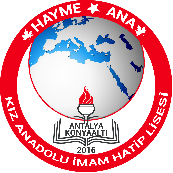 HAYME ★ ANA
ANTALYA
KONYAALTI
2016
KIZ ANADOLU İMAM HATİP LİSESİ